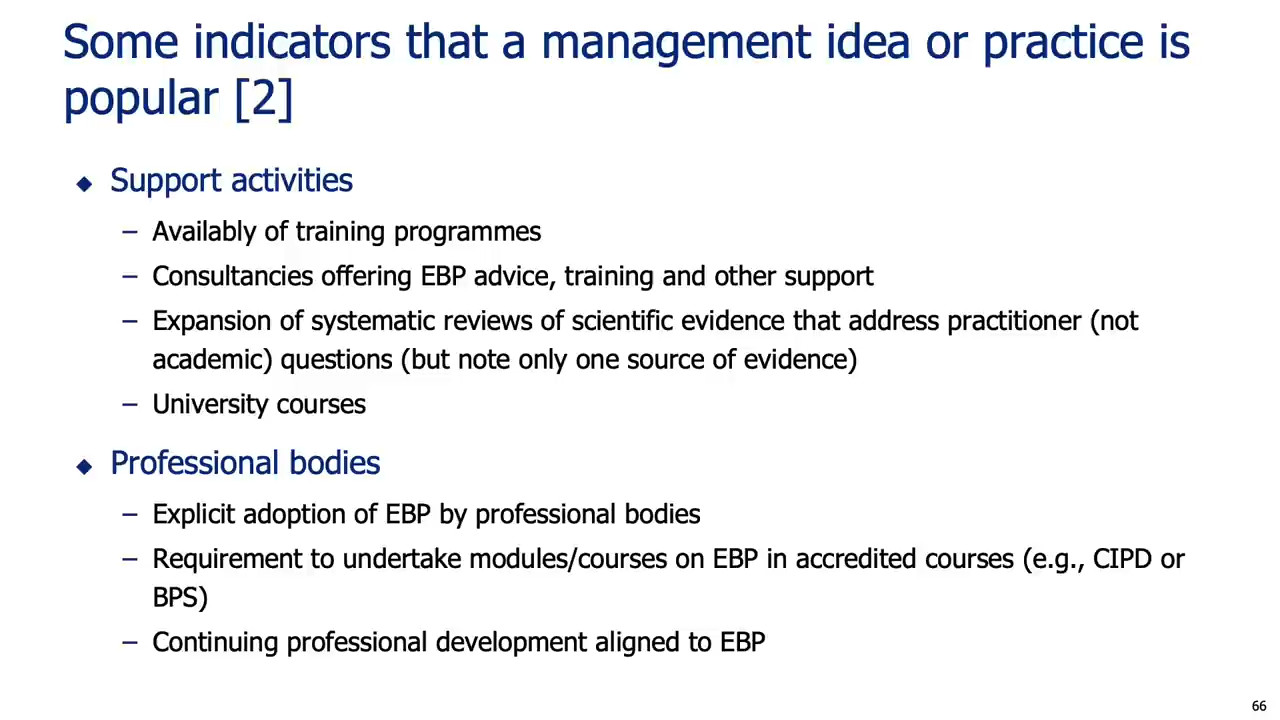 Some indicators that a management idea or practice is
popular [2]
◆ Support activities
– Availably of training programmes
– Consultancies offering EBP advice, training and other support
– Expansion of systematic reviews of scientific evidence that address practitioner (not
academic) questions (but note only one source of evidence)
– University courses
◆ Professional bodies
– Explicit adoption of EBP by professional bodies
– Requirement to undertake modules/courses on EBP in accredited courses (e.g., CIPD or
BPS)
– Continuing professional development aligned to EBP
66